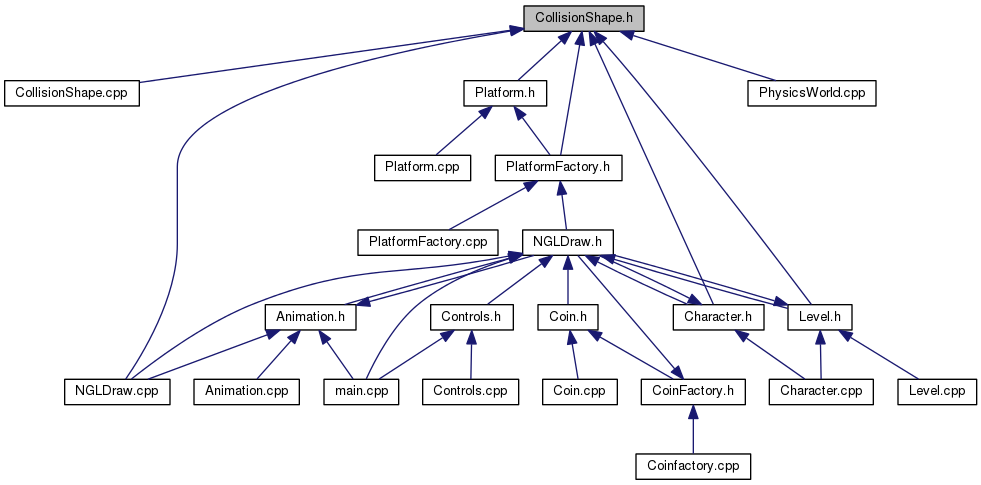 CollisionShape.h
CollisionShape.cpp
Platform.h
PhysicsWorld.cpp
Platform.cpp
PlatformFactory.h
PlatformFactory.cpp
NGLDraw.h
Animation.h
Controls.h
Coin.h
Character.h
Level.h
NGLDraw.cpp
Animation.cpp
main.cpp
Controls.cpp
Coin.cpp
CoinFactory.h
Character.cpp
Level.cpp
Coinfactory.cpp